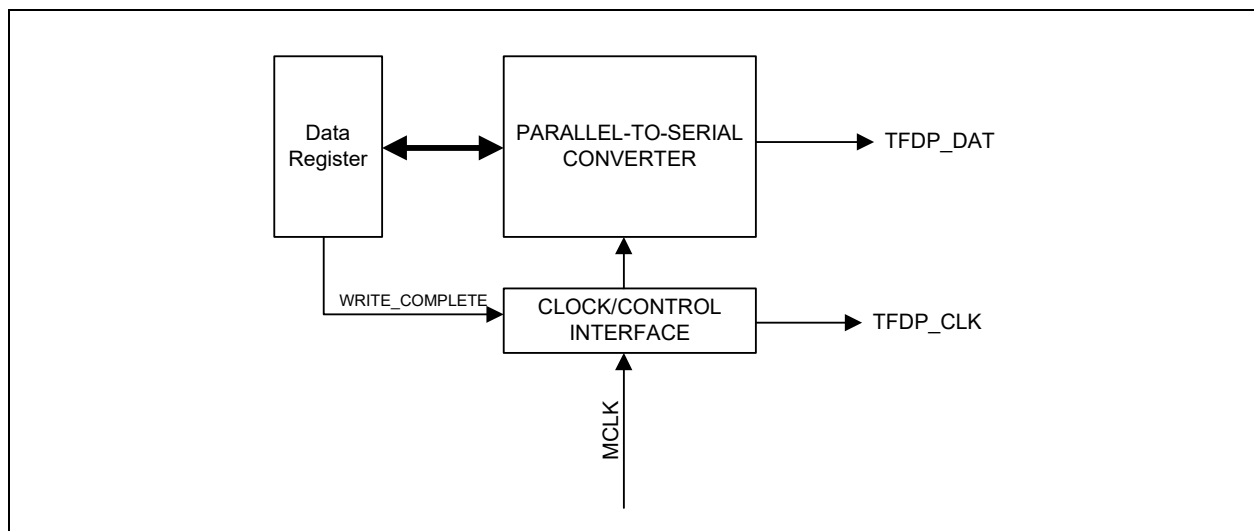 Data
Register
PARALLEL-TO-SERIAL
CONVERTER
TFDP_DAT
WRITE_COMPLETE
CLOCK/CONTROL
INTERFACE
TFDP_CLK
MCLK